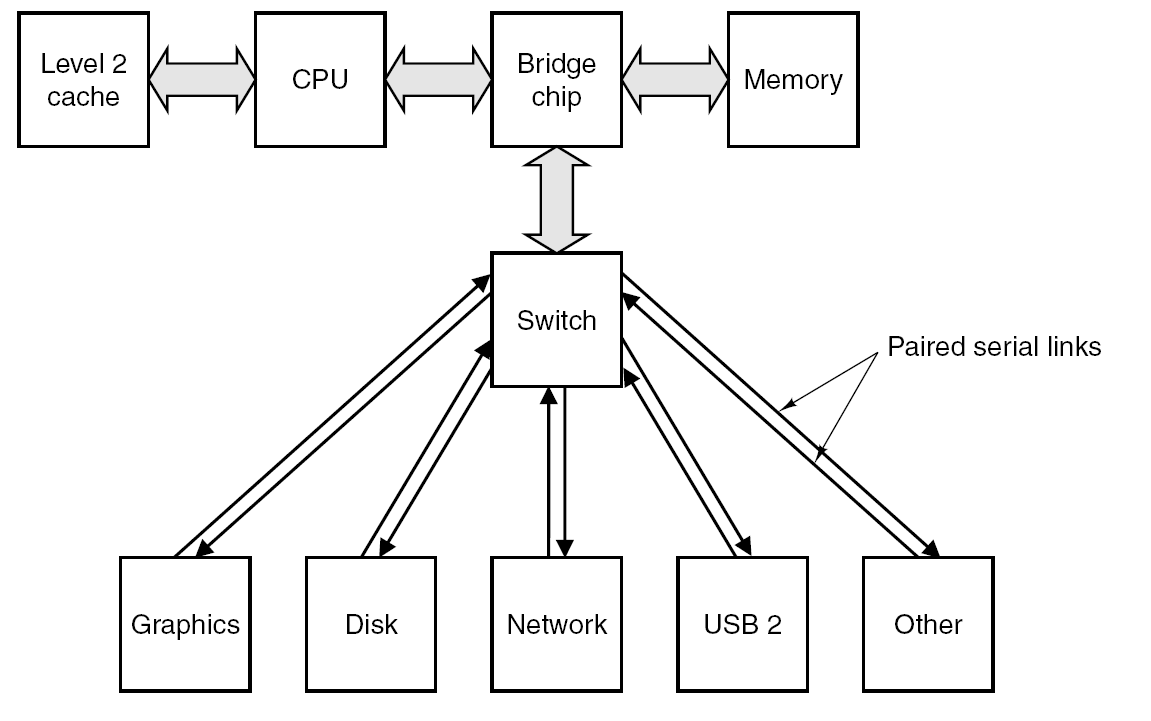 Level 2
cache
CPU
Bridge
chip
Memory
Switch
Paired serial links
Graphics
Disk
Network
USB 2
Other